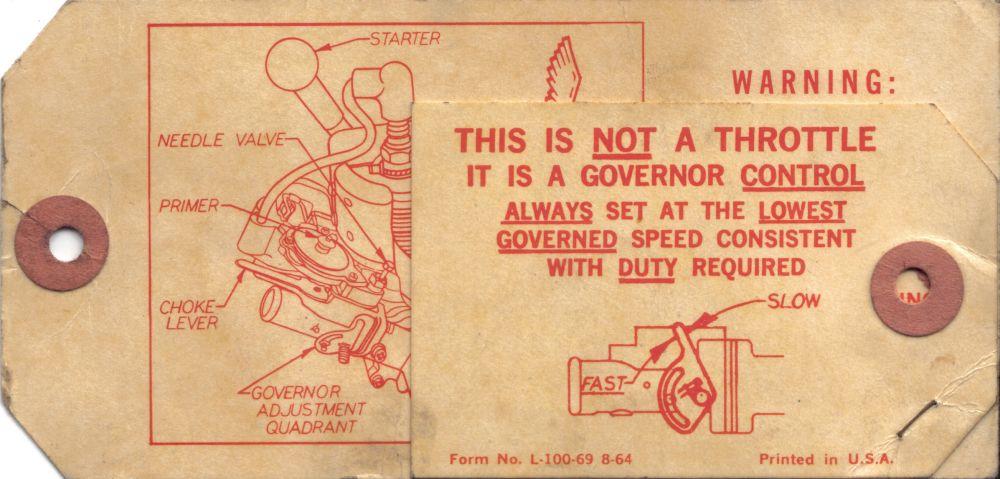 STARTER
NEEDLE VALVE
PRIMER
CHOKE
LEVER
GOVERNOR
ADJUSTMENT
QUADRANT
WARNING:
THIS IS NOT A THROTTLE
IT IS A GOVERNOR CONTROL
ALWAYS SET AT THE LOWEST
GOVERNED SPEED CONSISTENT
WITH DUTY REQUIRED
SLOW
FAST
Form No. L-100-69 8-64
Printed in U.S.A.